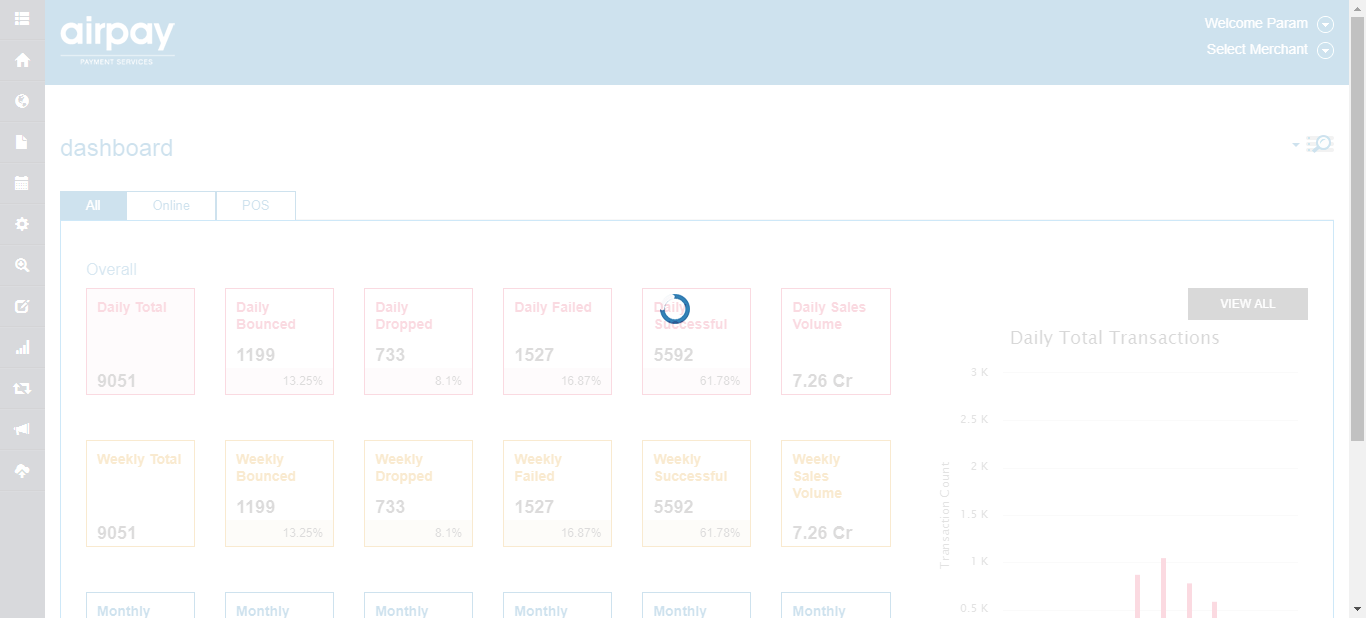 airpay
PAYMENT SERVICES
Welcome Param
Select Merchant
dashboard
All
Online
POS
Overall
Daily Total
9051
Daily
Bounced
1199
13.25%
Daily
Dropped
733
8.1%
Daily Failed
1527
16.87%
Daily
Successful
5592
61.78%
Daily Sales
Volume
7.26 Cr
Weekly Total
9051
Weekly
Bounced
1199
13.25%
Weekly
Dropped
733
8.1%
Weekly
Failed
1527
16.87%
Weekly
Successful
5592
61.78%
Weekly
Sales
Volume
7.26 Cr
Monthly
Monthly
Monthly
Monthly
Monthly
Monthly
VIEW ALL
Daily Total Transactions
Transaction Count
3 K
2.5 K
2 K
1.5 K
1 K
0.5 K